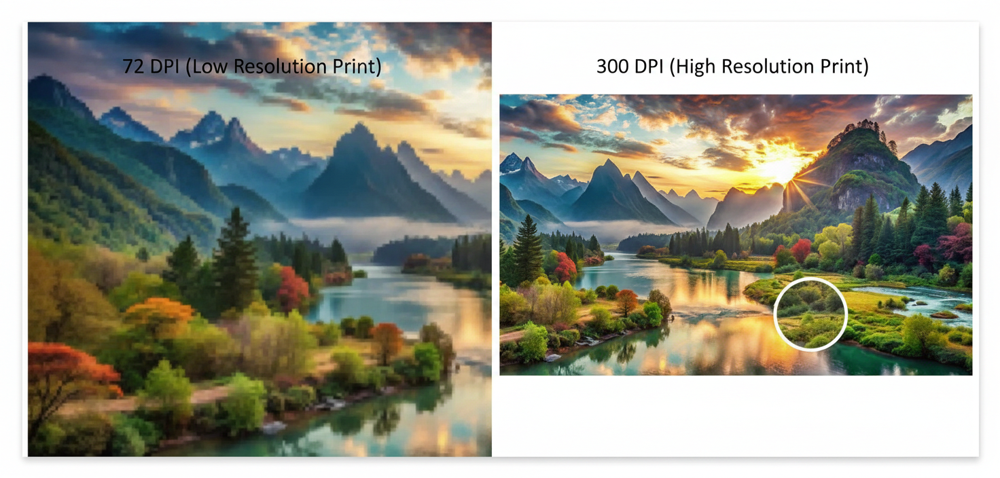 72 DPI (Low Resolution Print)
300 DPI (High Resolution Print)